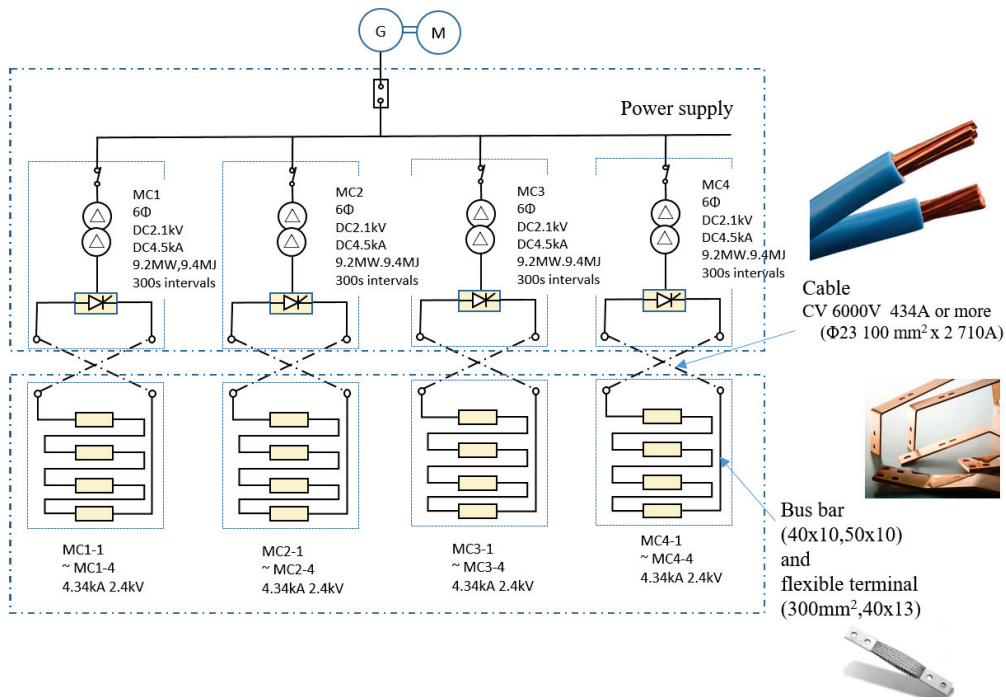 G
M
Power supply
MC1
6Φ
DC2.1kV
DC4.5kA
9.2MW,9.4MJ
300s intervals
MC2
6Φ
DC2.1kV
DC4.5kA
9.2MW.9.4MJ
300s intervals
MC3
6Φ
DC2.1kV
DC4.5kA
9.2MW.9.4MJ
300s intervals
MC4
6Φ
DC2.1kV
DC4.5kA
9.2MW.9.4MJ
300s intervals
Cable
CV 6000V 434A or more
(Φ23 100 mm² x 2 710A)
MC1-1
~ MC1-4
4.34kA 2.4kV
MC2-1
~ MC2-4
4.34kA 2.4kV
MC3-1
~ MC3-4
4.34kA 2.4kV
MC4-1
~ MC4-4
4.34kA 2.4kV
Bus bar
(40x10,50x10)
and
flexible terminal
(300mm²,40x13)